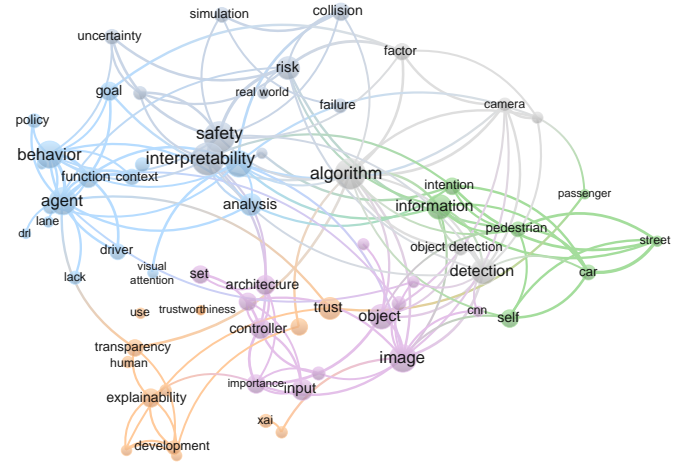 collision
simulation
uncertainty
factor
risk
goal
real world
failure
camera
policy
safety
behavior
interpretability
algorithm
function
context
intention
passenger
agent
analysis
information
lane
pedestrian
drl
street
driver
object detection
detection
car
lack
visual
attention
set
architecture
use
trustworthiness
trust
object
cnn
self
controller
transparency
human
image
importance
input
explainability
xai
development